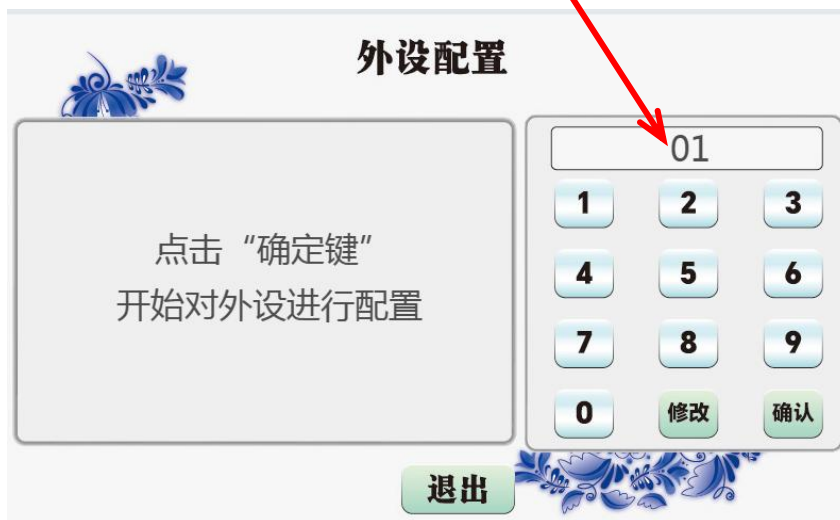 外设配置
点击“确定键”
开始对外设进行配置
01
1 2 3
4 5 6
7 8 9
0 修改 确认
退出